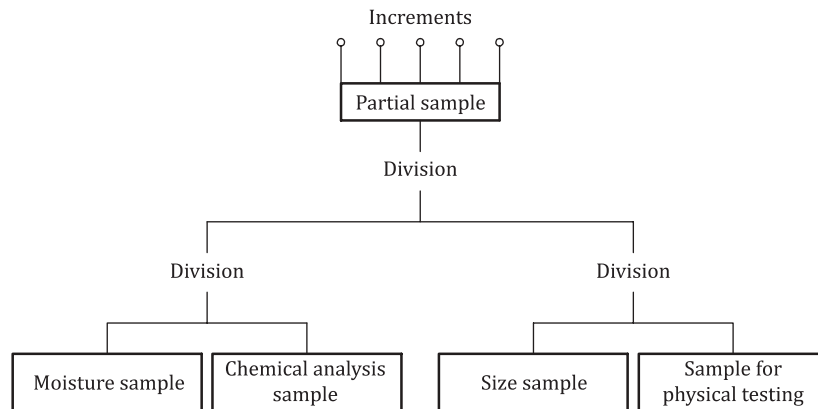 Increments
Partial sample
Division
Division
Division
Moisture sample
Chemical analysis
sample
Size sample
Sample for
physical testing